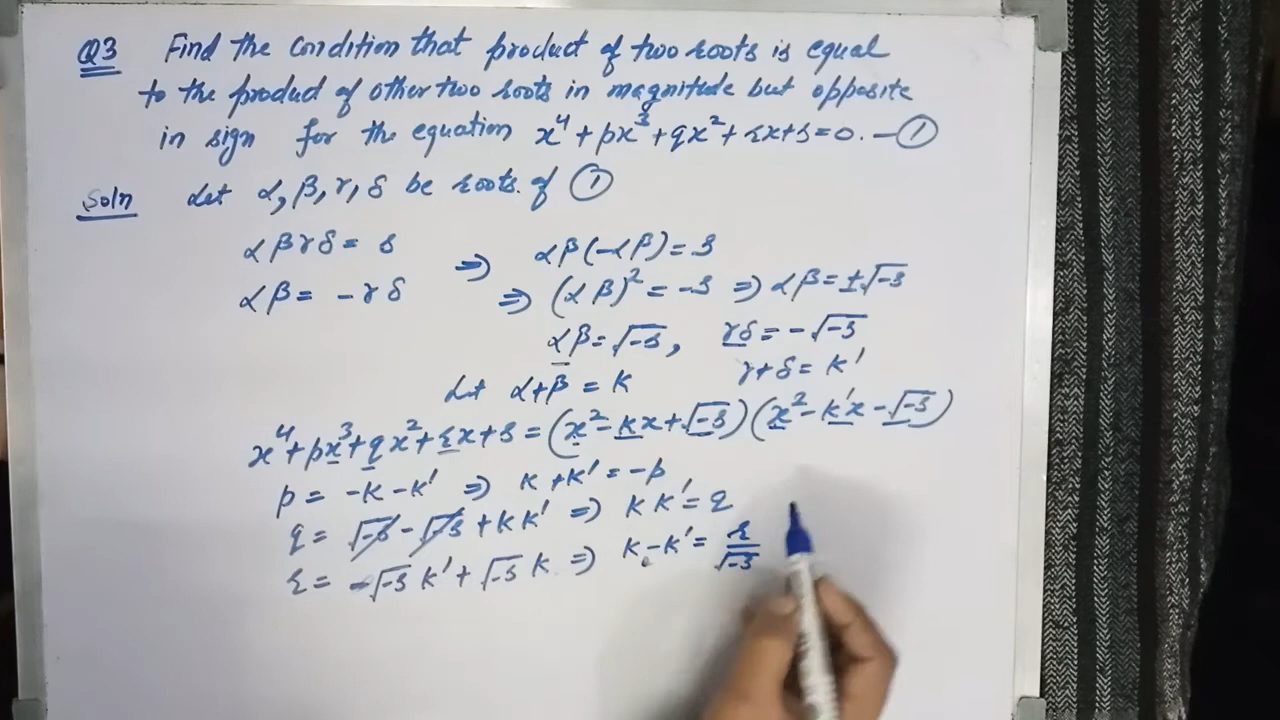 Q3 Find the Condition that product of two roots is equal
to the product of other two roots in magnitude but opposite
in sign for the equation x⁴ + px³ + qx² + rx + s = 0. — ①
Soln Let α, β, γ, δ be roots of ①
αβγδ = s ⇒ αβ(-αβ) = s
αβ = -γδ ⇒ (αβ)² = -s ⇒ αβ = ±√-s
αβ = √-s, γδ = -√-s
Let α+β = K γ+δ = K'
x⁴ + px³ + qx² + rx + s = (x² - Kx + √-s)(x² - K'x - √-s)
p = -K - K' ⇒ K + K' = -p
q = √-s - √-s + KK' ⇒ KK' = q
r = -√-s K' + √-s K ⇒ K - K' = r/√-s